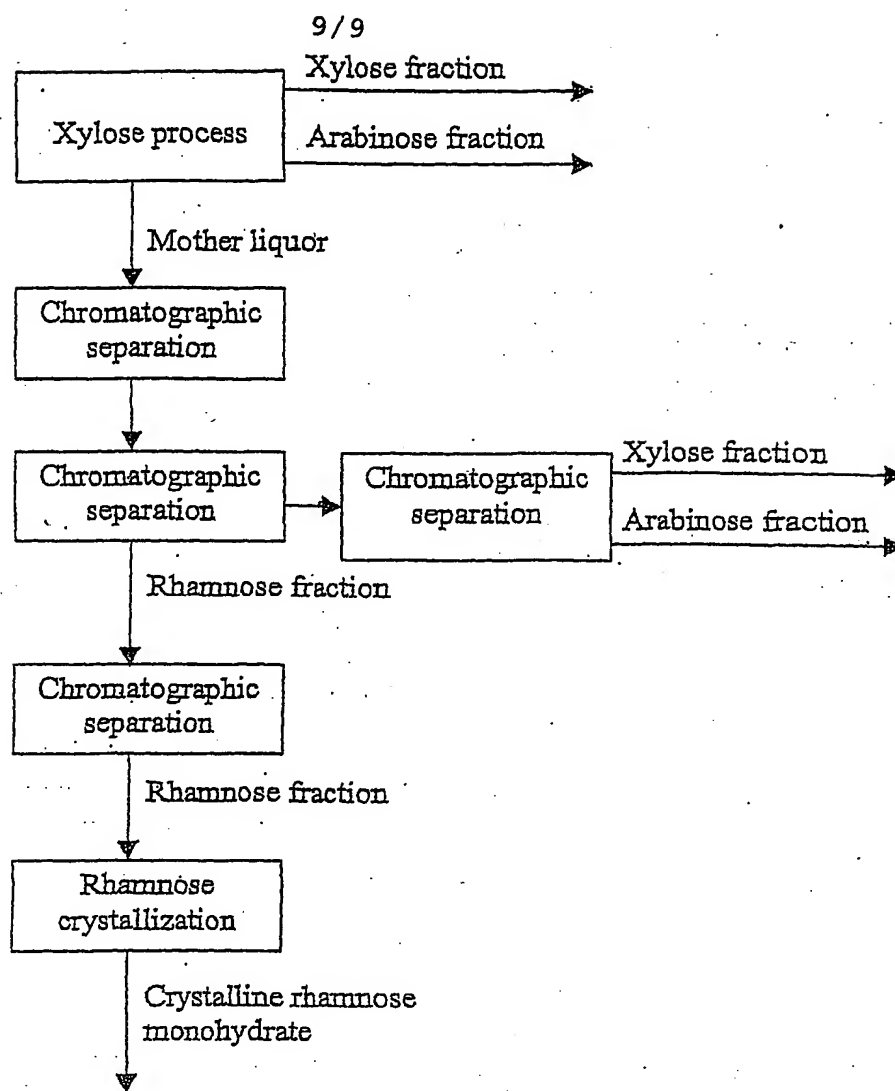 9/9
Xylose fraction
Xylose process
Arabinose fraction
Mother liquor
Chromatographic
separation
Chromatographic
separation
Chromatographic
separation
Xylose fraction
Arabinose fraction
Rhamnose fraction
Chromatographic
separation
Rhamnose fraction
Rhamnose
crystallization
Crystalline rhamnose
monohydrate